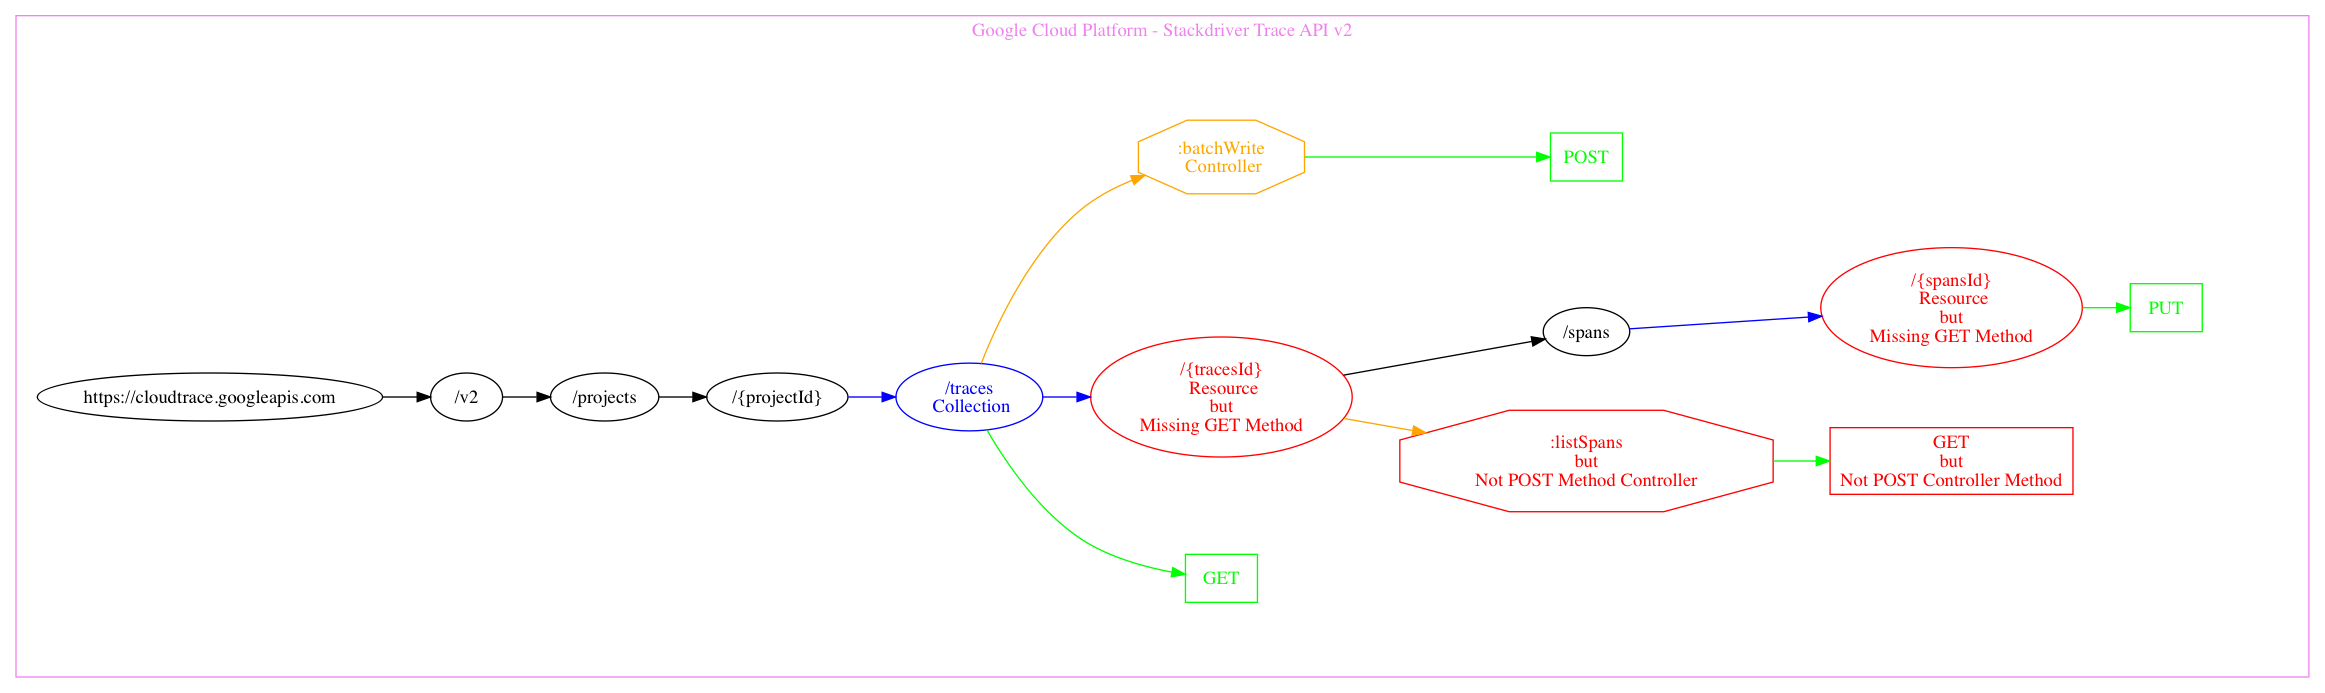 Google Cloud Platform - Stackdriver Trace API v2
:batchWrite
Controller
POST
/{spansId}
Resource
but
Missing GET Method
PUT
/spans
https://cloudtrace.googleapis.com
/v2
/projects
/{projectId}
/traces
Collection
/{tracesId}
Resource
but
Missing GET Method
:listSpans
but
Not POST Method Controller
GET
but
Not POST Controller Method
GET